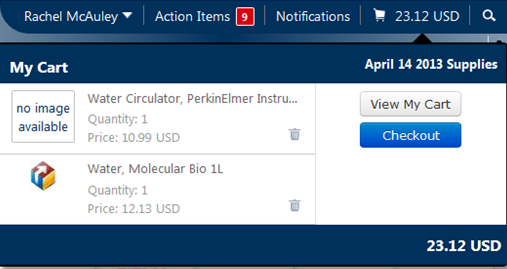 Rachel McAuley Action Items 9 Notifications 23.12 USD
My Cart April 14 2013 Supplies
no image
available
Water Circulator, PerkinElmer Instru...
Quantity: 1
Price: 10.99 USD
Water, Molecular Bio 1L
Quantity: 1
Price: 12.13 USD
View My Cart
Checkout
23.12 USD